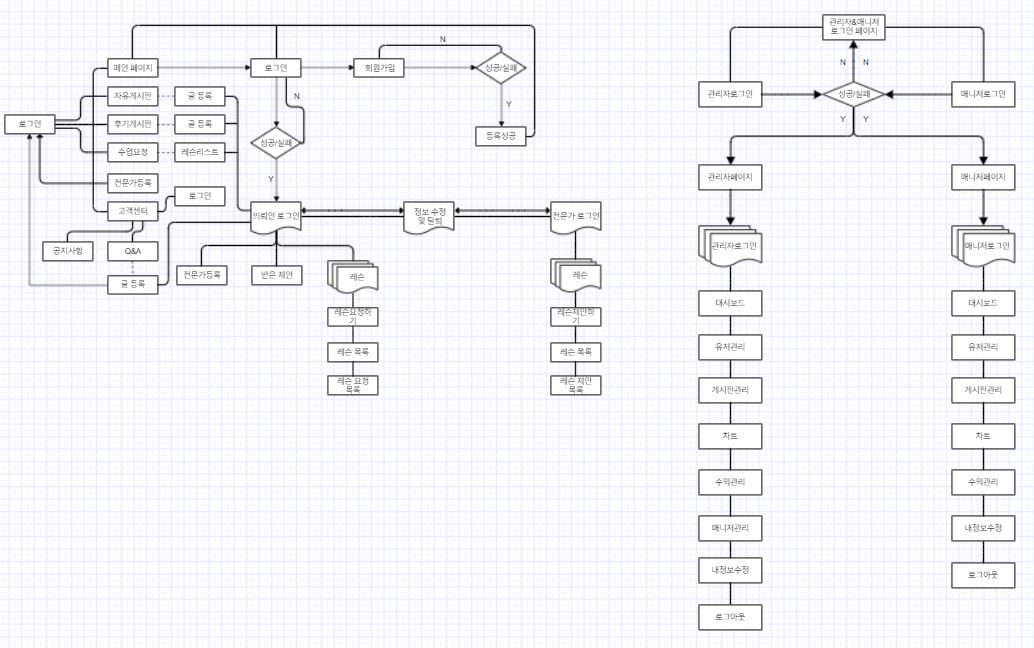 관리자&매니저
로그인 페이지
N
메인 페이지
로그인
회원가입
성공/실패
N
N
자유게시판
글 등록
N
Y
관리자로그인
성공/실패
매니저로그인
로그인
후기게시판
글 등록
등록성공
Y
Y
수업요청
레슨리스트
성공/실패
전문가등록
Y
관리자페이지
매니저페이지
로그인
고객센터
의뢰인 로그인
정보 수정
및 탈퇴
전문가 로그인
공지사항
Q&A
관리자로그인
매니저로그인
글 등록
전문가등록
받은 제안
레슨
레슨
대시보드
대시보드
레슨요청하
기
레슨제안하
기
유저관리
유저관리
레슨 목록
레슨 목록
레슨 요청
목록
레슨 제안
목록
게시판관리
게시판관리
차트
차트
수익관리
수익관리
매니저관리
내정보수정
내정보수정
로그아웃
로그아웃